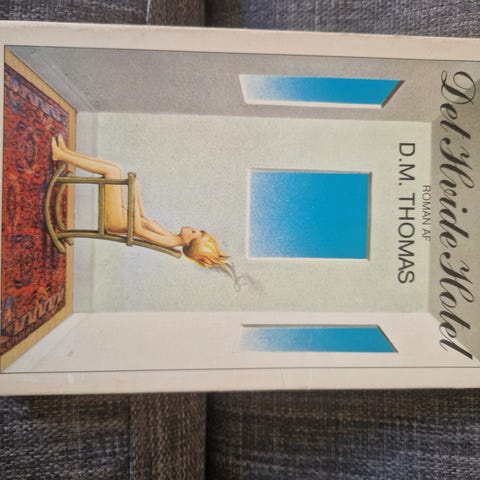 Det Hvide Hotel
ROMAN AF
D.M. THOMAS